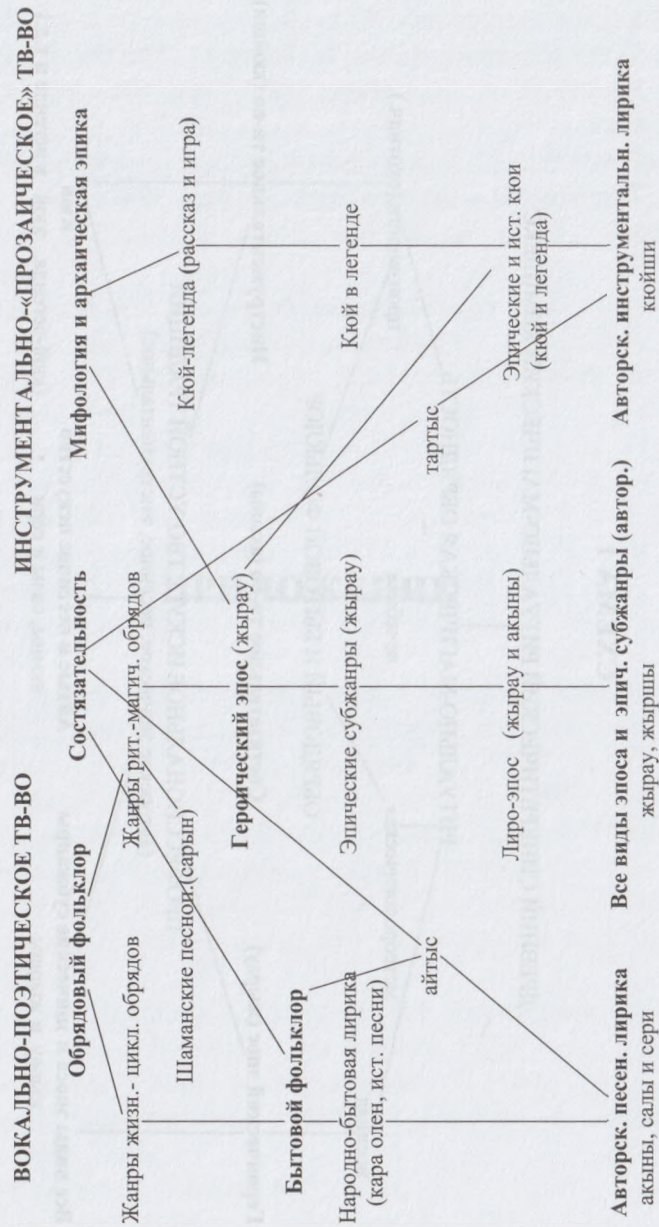 ВОКАЛЬНО-ПОЭТИЧЕСКОЕ ТВ-ВО
ИНСТРУМЕНТАЛЬНО-«ПРОЗАИЧЕСКОЕ» ТВ-ВО
Обрядовый фольклор
Состязательность
Мифология и архаическая эпика
Жанры жизн.- цикл. обрядов
Жанры рит.-магич. обрядов
Шаманские песноп.(сарын)
Кюй-легенда (рассказ и игра)
Героический эпос (жырау)
Бытовой фольклор
Народно-бытовая лирика
(кара олен, ист. песни)
Эпические субжанры (жырау)
Кюй в легенде
айтыс
тартыс
Лиро-эпос (жырау и акыны)
Эпические и ист. кюи
(кюй и легенда)
Авторск. песен. лирика
акыны, салы и сери
Все виды эпоса и эпич. субжанры (автор.)
жырау, жыршы
Авторск. инструментальн. лирика
кюйши